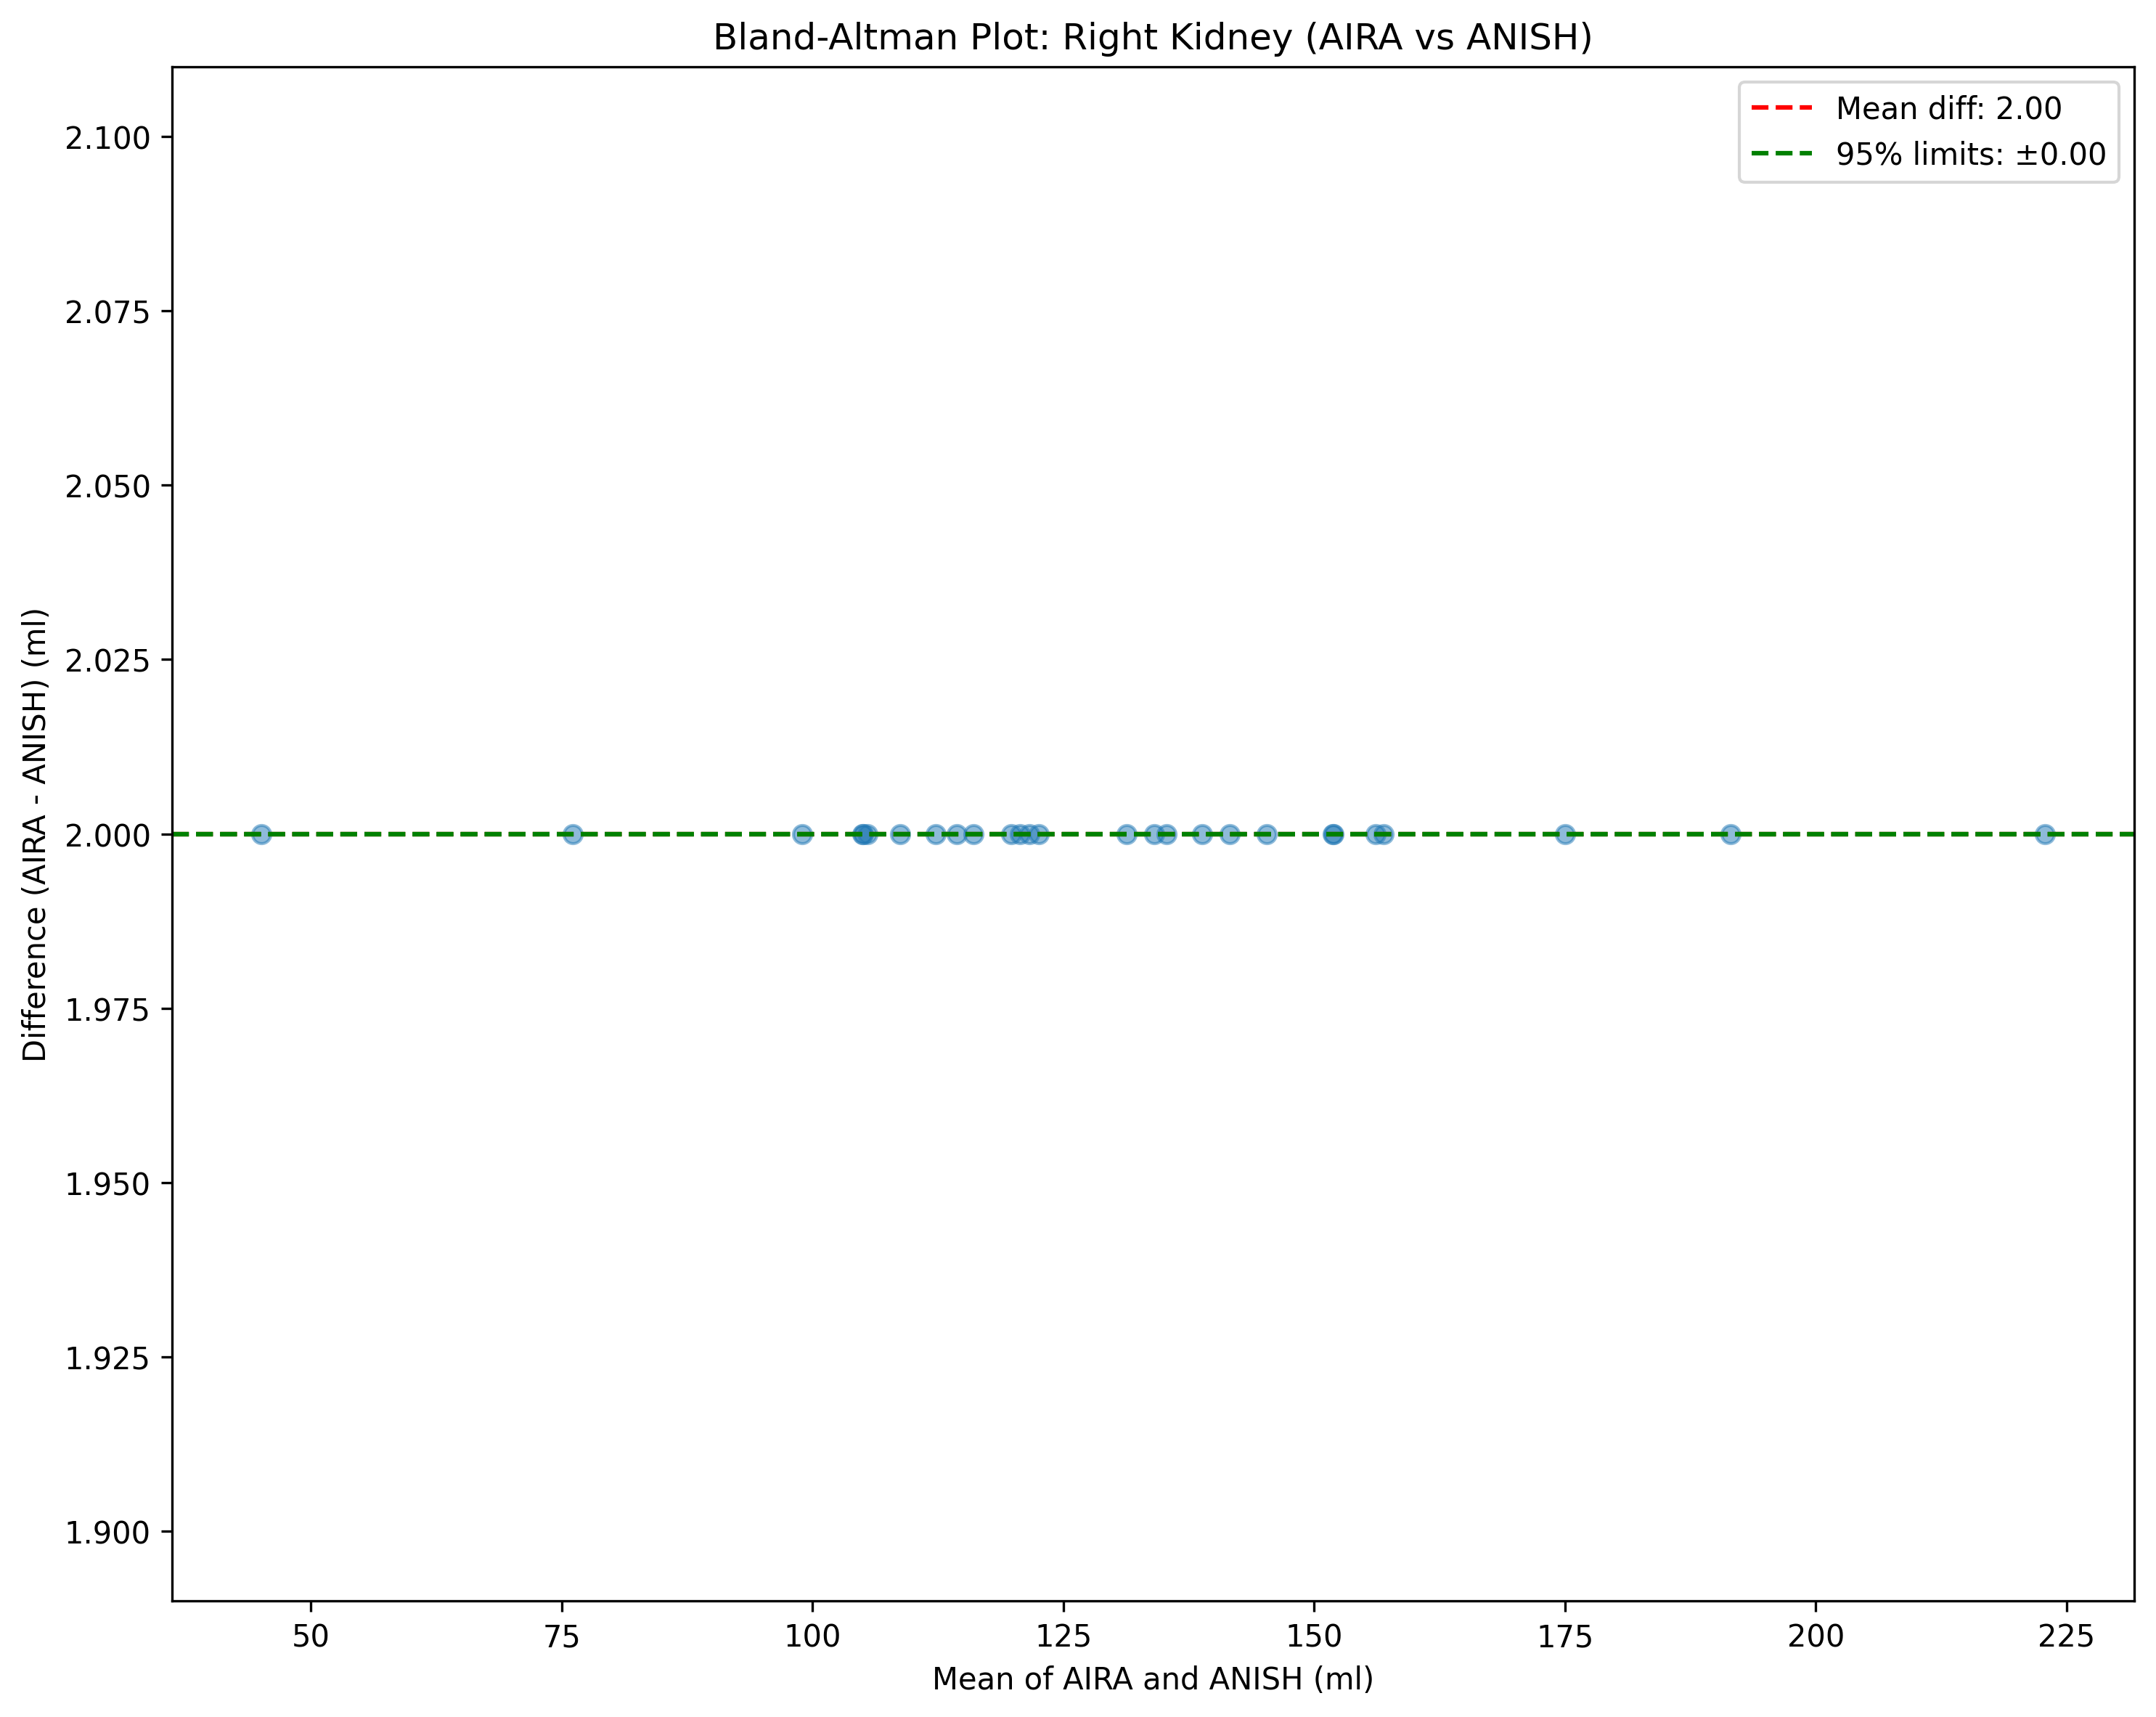 Bland-Altman Plot: Right Kidney (AIRA vs ANISH)
Mean diff: 2.00
95% limits: ±0.00
2.100
2.075
2.050
2.025
2.000
1.975
1.950
1.925
1.900
Difference (AIRA - ANISH) (ml)
50 75 100 125 150 175 200 225
Mean of AIRA and ANISH (ml)